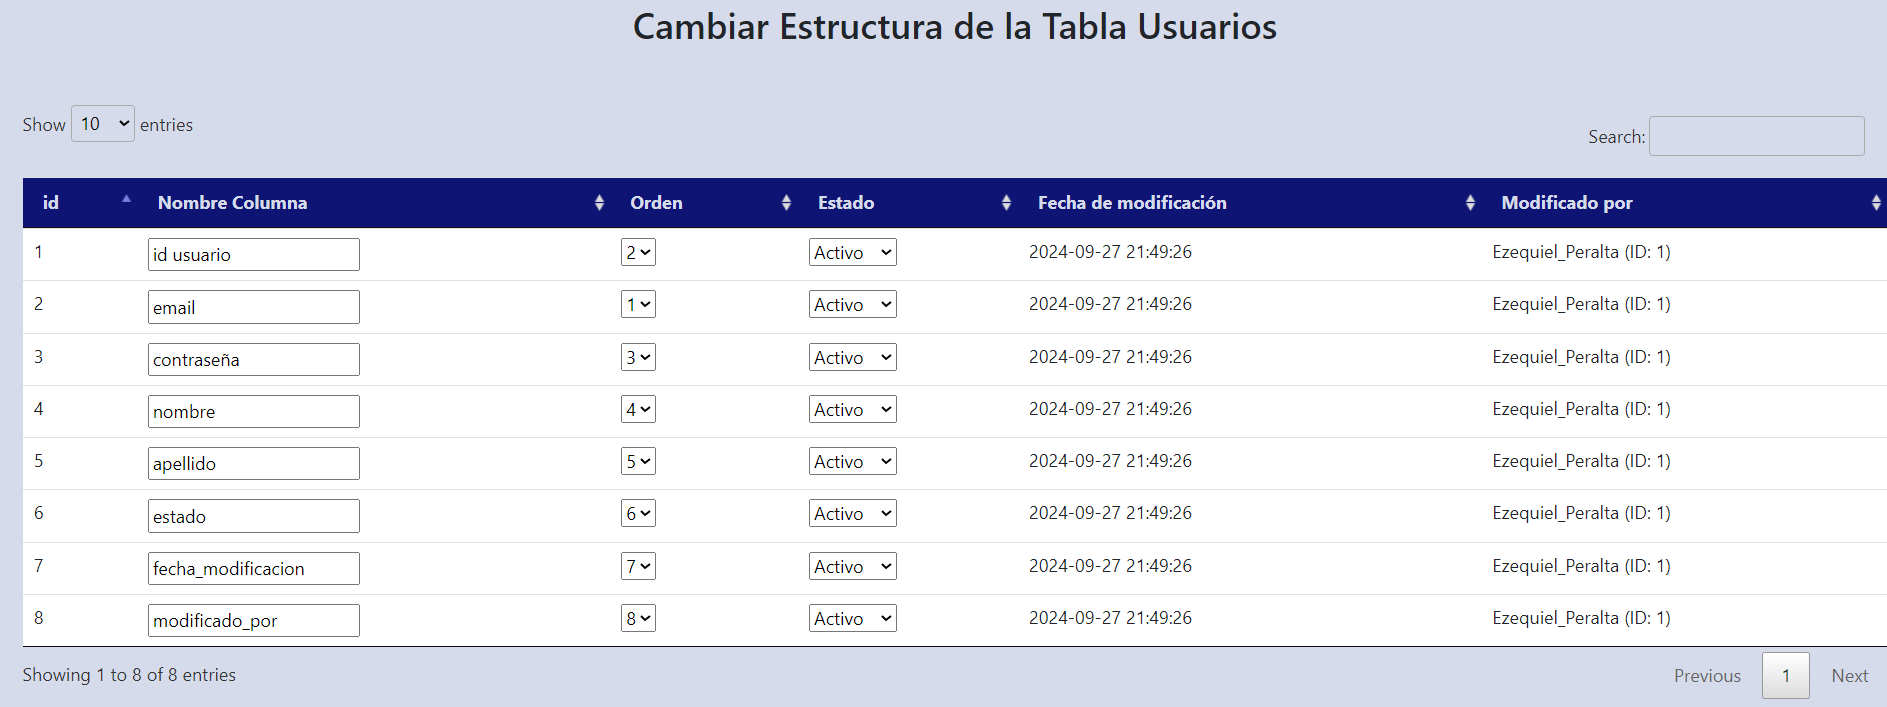 Cambiar Estructura de la Tabla Usuarios
Show 10 entries
Search:
id Nombre Columna Orden Estado Fecha de modificación Modificado por
1 id usuario 2 Activo 2024-09-27 21:49:26 Ezequiel_Peralta (ID: 1)
2 email 1 Activo 2024-09-27 21:49:26 Ezequiel_Peralta (ID: 1)
3 contraseña 3 Activo 2024-09-27 21:49:26 Ezequiel_Peralta (ID: 1)
4 nombre 4 Activo 2024-09-27 21:49:26 Ezequiel_Peralta (ID: 1)
5 apellido 5 Activo 2024-09-27 21:49:26 Ezequiel_Peralta (ID: 1)
6 estado 6 Activo 2024-09-27 21:49:26 Ezequiel_Peralta (ID: 1)
7 fecha_modificacion 7 Activo 2024-09-27 21:49:26 Ezequiel_Peralta (ID: 1)
8 modificado_por 8 Activo 2024-09-27 21:49:26 Ezequiel_Peralta (ID: 1)
Showing 1 to 8 of 8 entries
Previous 1 Next